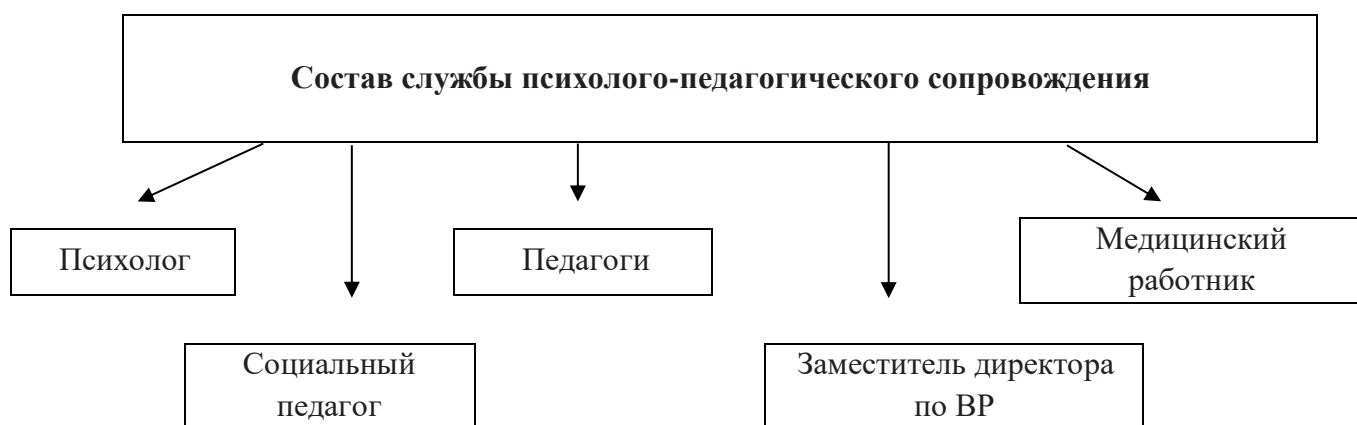 Состав службы психолого-педагогического сопровождения
Психолог
Педагоги
Медицинский
работник
Социальный
педагог
Заместитель директора
по ВР